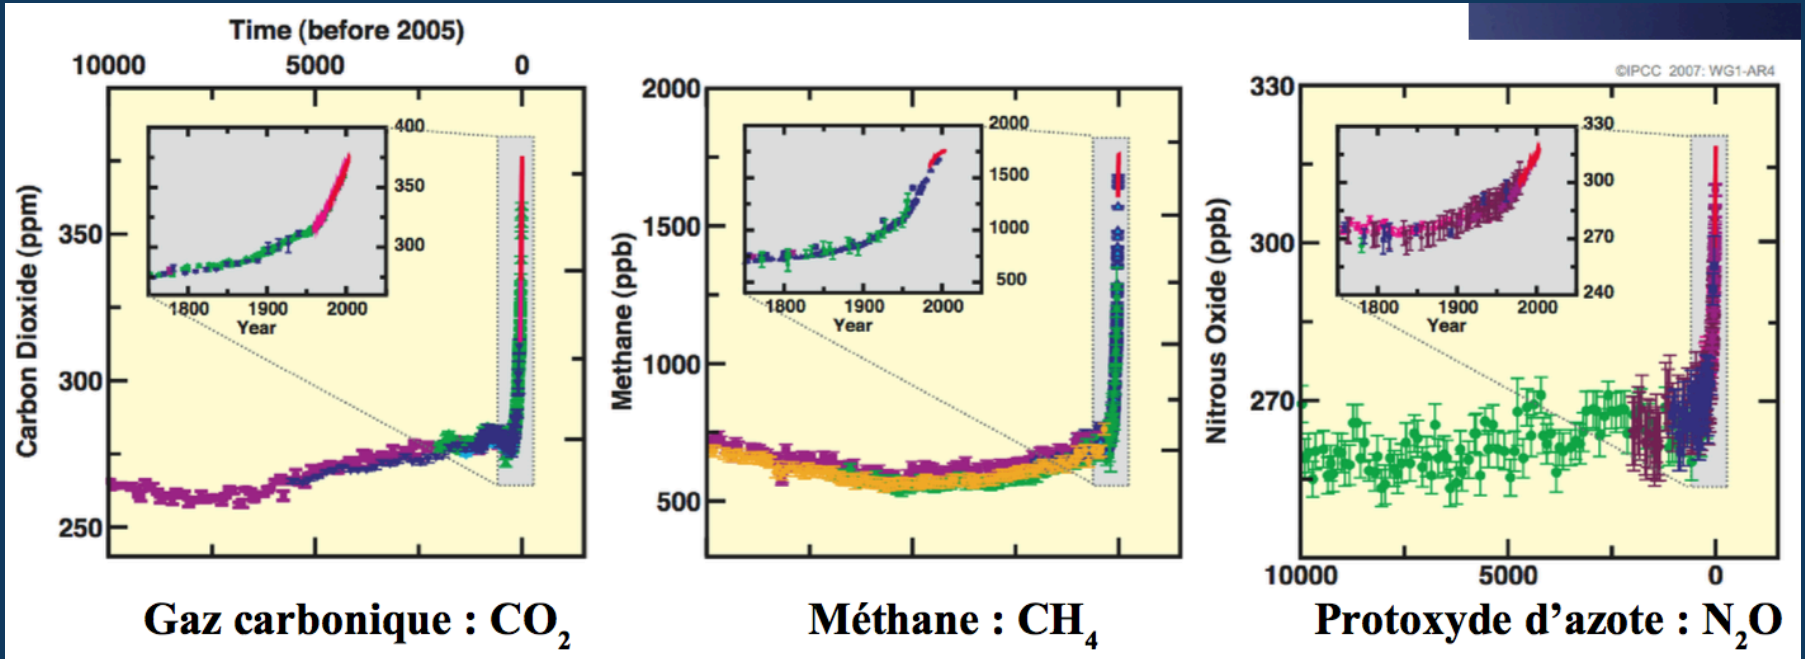 Time (before 2005)
10000 5000 0
Carbon Dioxide (ppm)
350
300
250
400
350
300
1800 1900 2000
Year
Gaz carbonique : CO₂
Methane (ppb)
2000
1500
1000
500
2000
1500
1000
500
1800 1900 2000
Year
Méthane : CH₄
©IPCC 2007: WG1-AR4
Nitrous Oxide (ppb)
330
300
270
330
300
270
240
1800 1900 2000
Year
10000 5000 0
Protoxyde d’azote : N₂O